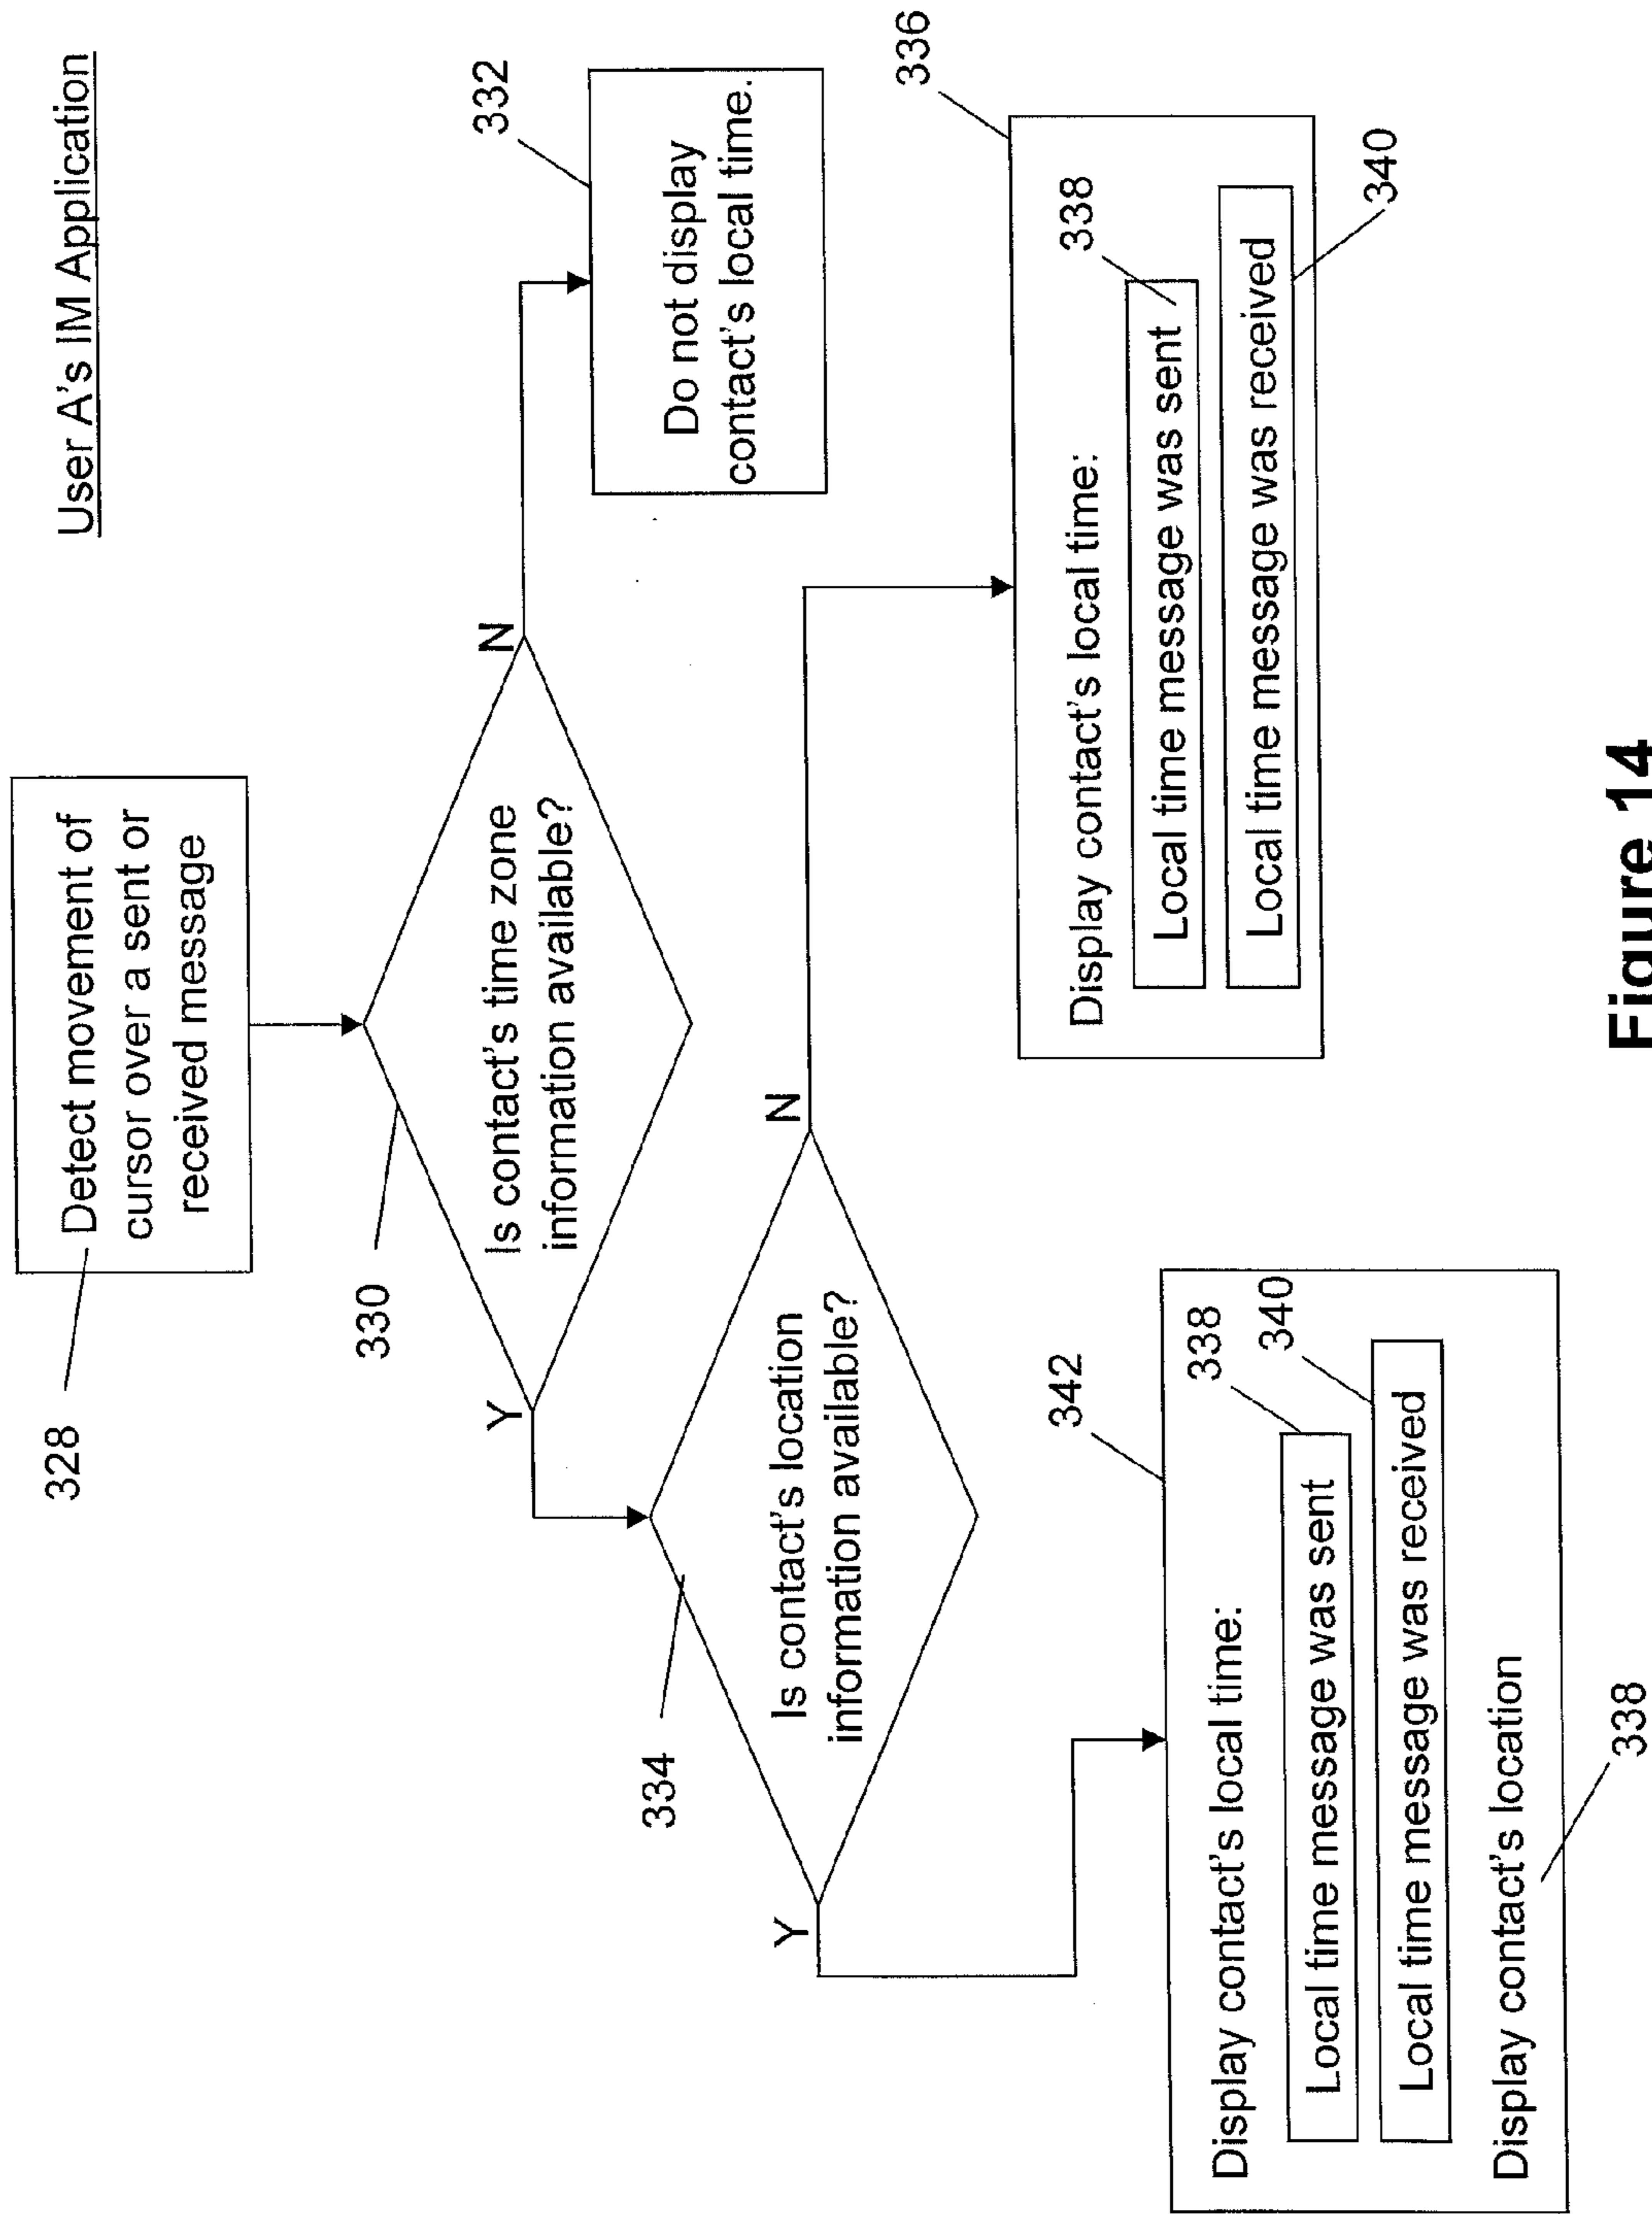 User A's IM Application
328
Detect movement of
cursor over a sent or
received message
330
Is contact's time zone
information available?
Y
N
332
Do not display
contact's local time.
334
Is contact's location
information available?
Y
N
336
Display contact's local time:
338
Local time message was sent
Local time message was received
340
342
Display contact's local time:
338
Local time message was sent
340
Local time message was received
Display contact's location
338
Figure 14